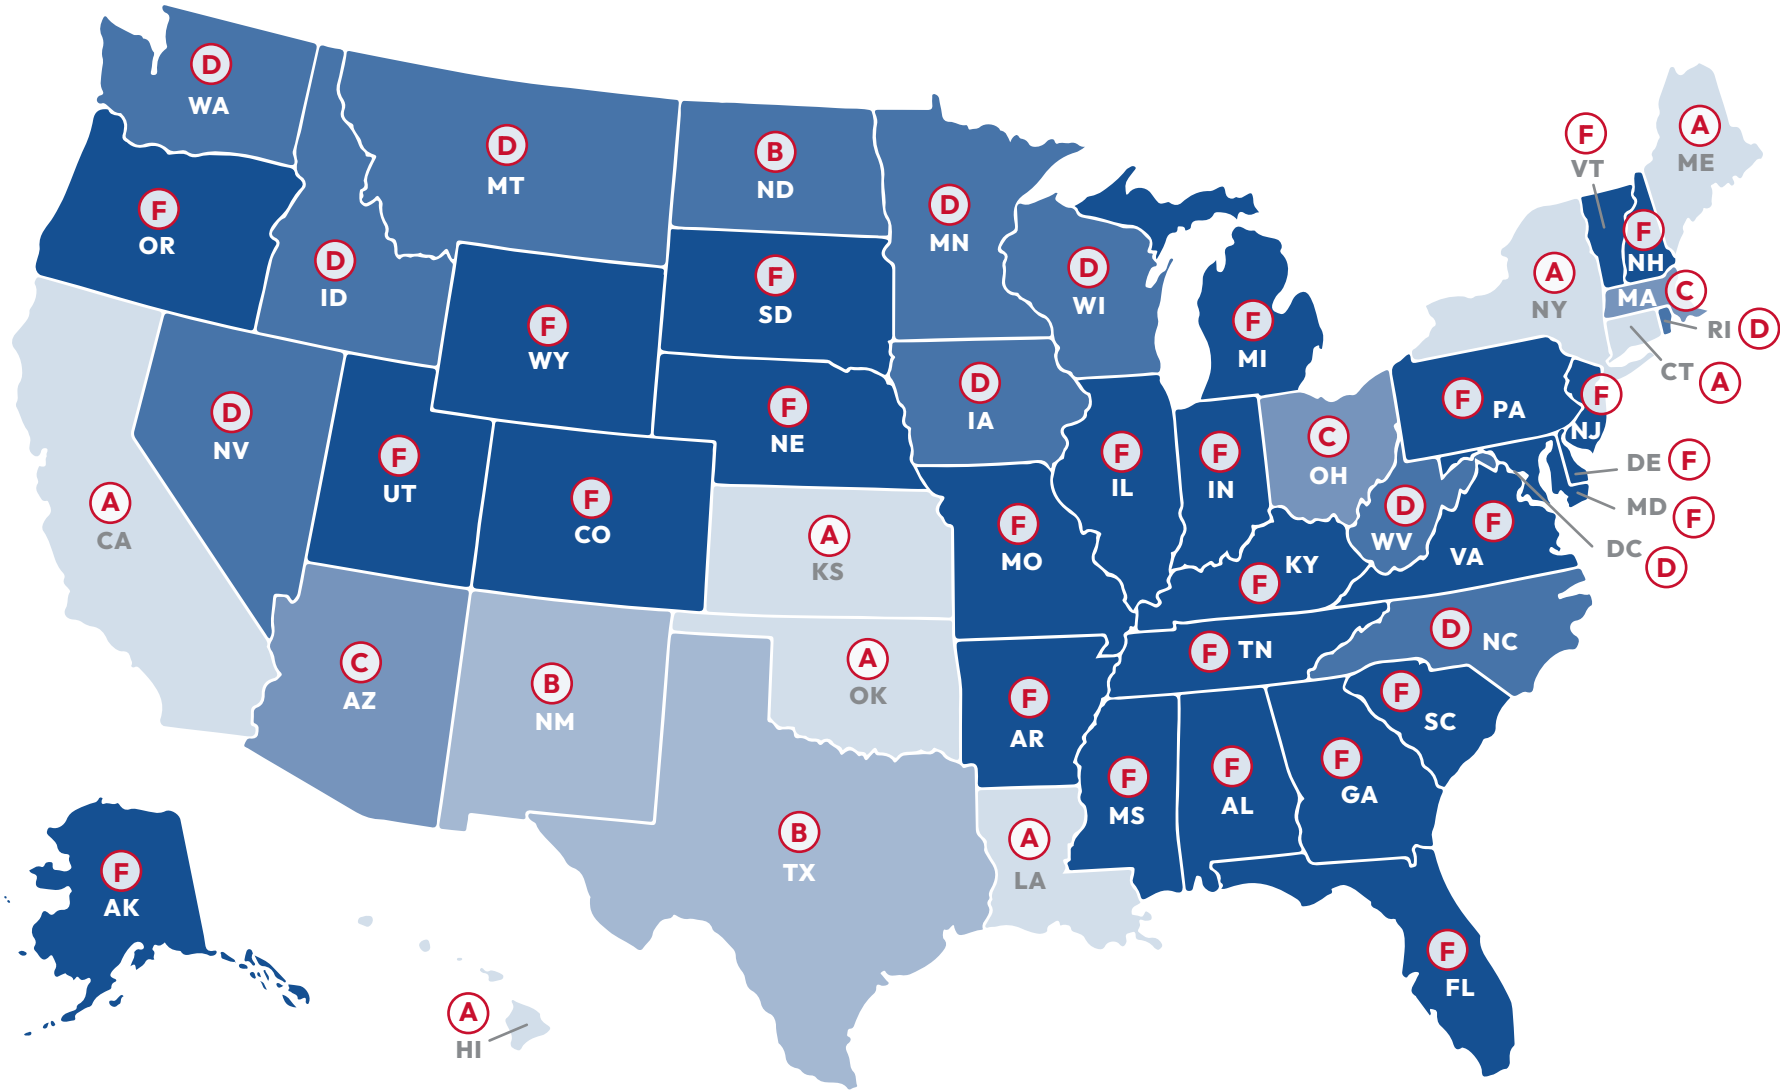 D
WA
F
OR
D
ID
D
MT
B
ND
D
MN
F
SD
D
WI
F
WY
F
MI
F
VT
A
ME
F
NH
A
NY
MA C
RI D
CT A
D
NV
F
UT
F
CO
F
NE
D
IA
F
IL
F
IN
C
OH
F PA
F
NJ
DE F
MD F
DC D
A
CA
A
KS
F
MO
KY
F
D
WV
F
VA
C
AZ
B
NM
A
OK
F
AR
F TN
D NC
F
SC
B
TX
A
LA
F
MS
F
AL
F
GA
F
AK
A
HI
F
FL